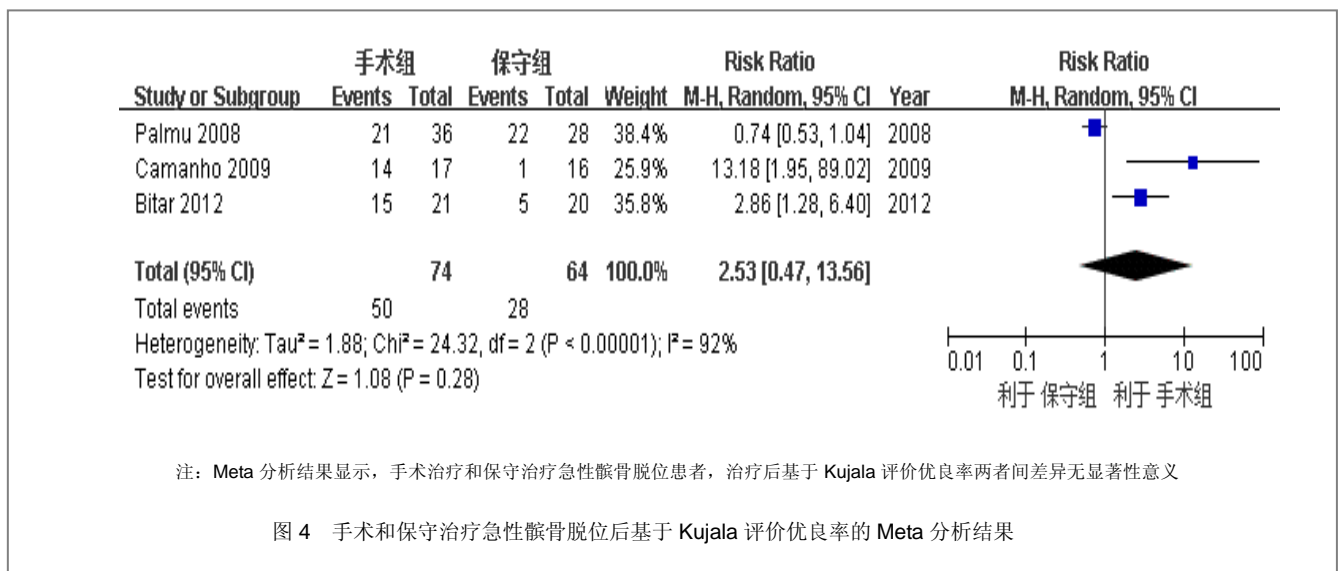 手术组 保守组 Risk Ratio Risk Ratio
Study or Subgroup Events Total Events Total Weight M-H, Random, 95% CI Year M-H, Random, 95% CI
Palmu 2008 21 36 22 28 38.4% 0.74 [0.53, 1.04] 2008
Camanho 2009 14 17 1 16 25.9% 13.18 [1.95, 89.02] 2009
Bitar 2012 15 21 5 20 35.8% 2.86 [1.28, 6.40] 2012
Total (95% CI) 74 64 100.0% 2.53 [0.47, 13.56]
Total events 50 28
Heterogeneity: Tau² = 1.88; Chi² = 24.32, df = 2 (P < 0.00001); I² = 92%
Test for overall effect: Z = 1.08 (P = 0.28)
0.01 0.1 1 10 100
利于 保守组 利于 手术组
注：Meta 分析结果显示，手术治疗和保守治疗急性髌骨脱位患者，治疗后基于 Kujala 评价优良率两者间差异无显著性意义
图 4 手术和保守治疗急性髌骨脱位后基于 Kujala 评价优良率的 Meta 分析结果